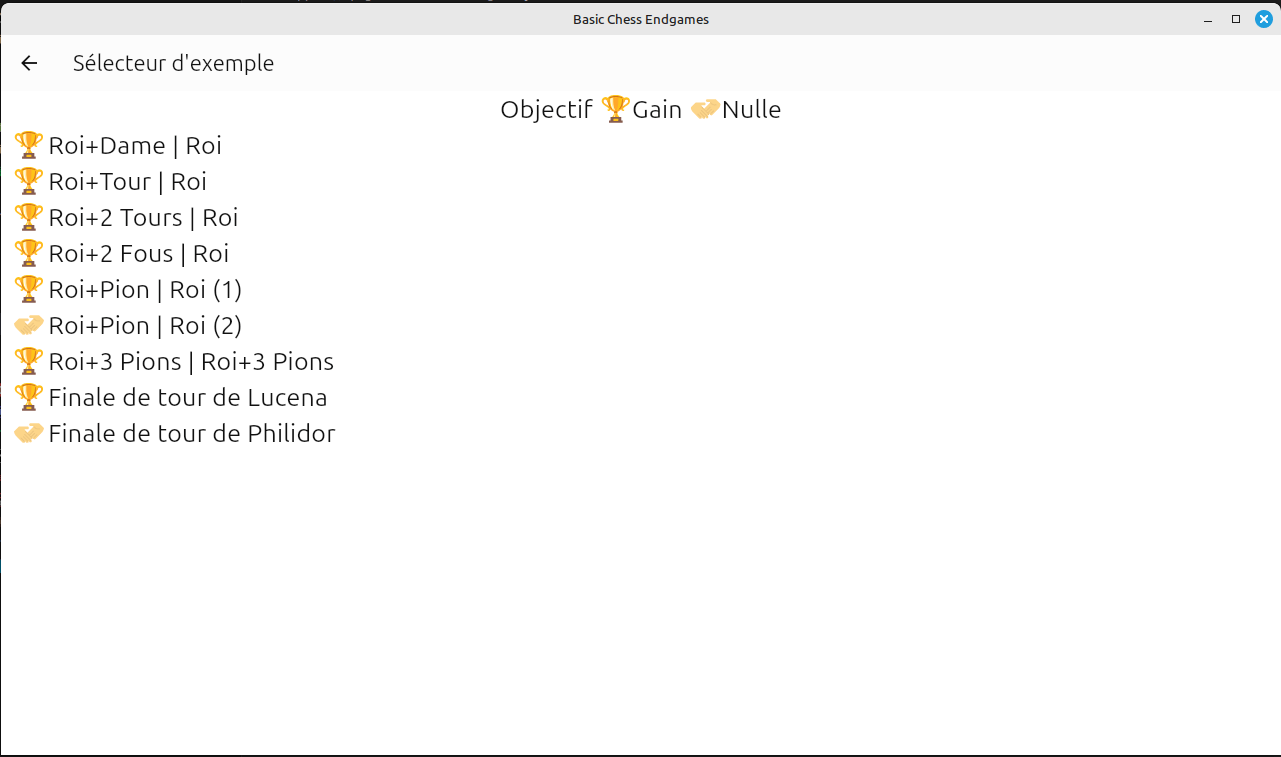 Basic Chess Endgames
Sélecteur d'exemple
Objectif 🏆Gain 🤝Nulle
🏆Roi+Dame | Roi
🏆Roi+Tour | Roi
🏆Roi+2 Tours | Roi
🏆Roi+2 Fous | Roi
🏆Roi+Pion | Roi (1)
🤝Roi+Pion | Roi (2)
🏆Roi+3 Pions | Roi+3 Pions
🏆Finale de tour de Lucena
🤝Finale de tour de Philidor